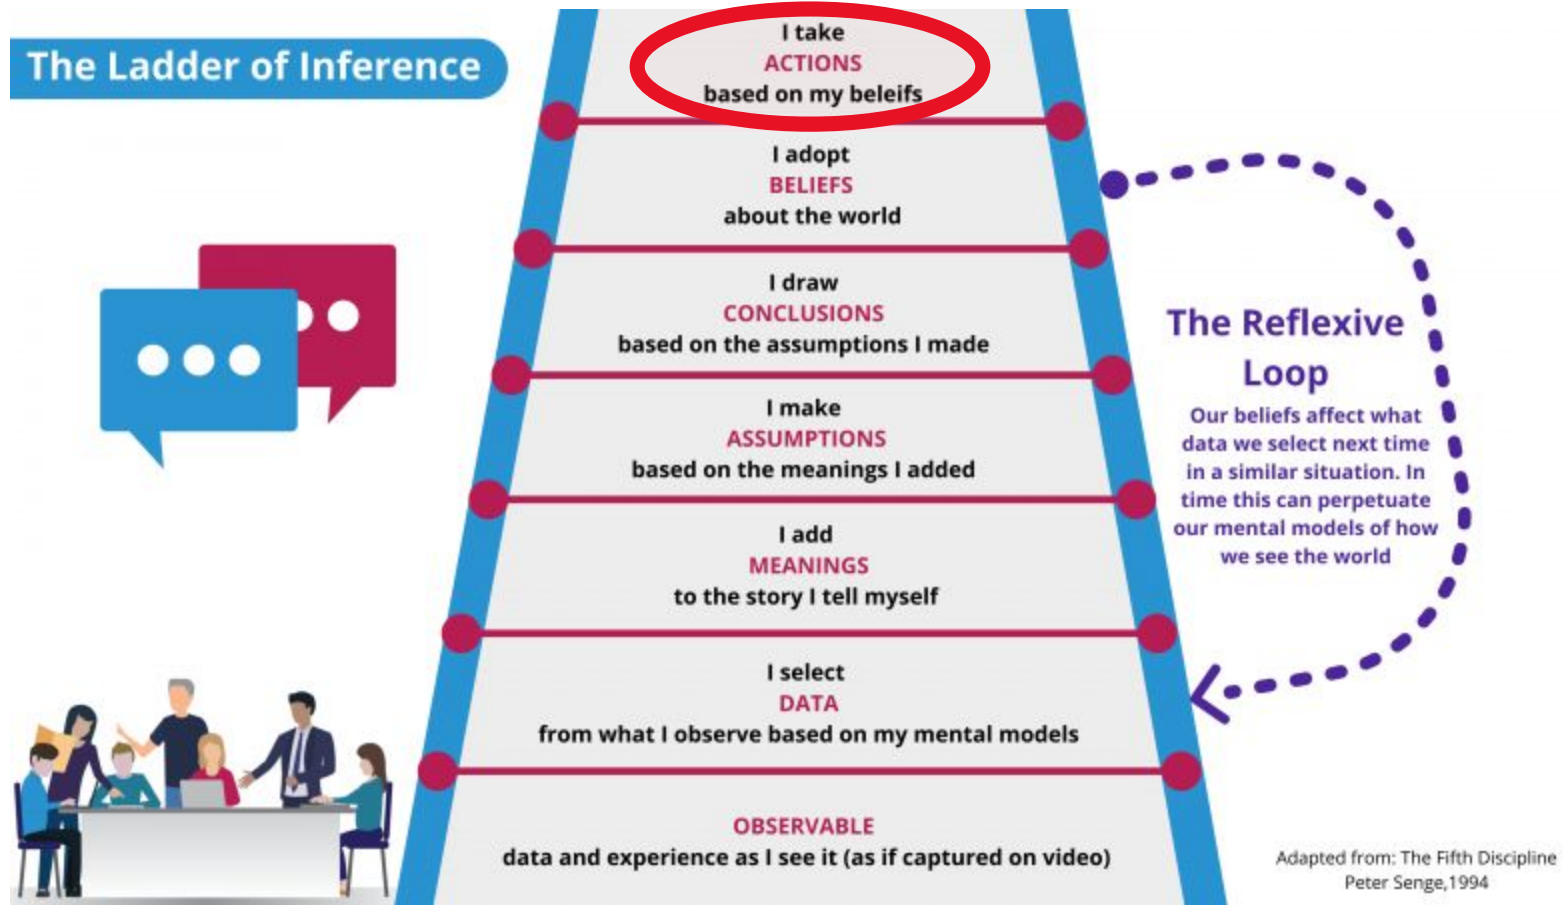 The Ladder of Inference
I take
ACTIONS
based on my beleifs
I adopt
BELIEFS
about the world
I draw
CONCLUSIONS
based on the assumptions I made
I make
ASSUMPTIONS
based on the meanings I added
I add
MEANINGS
to the story I tell myself
I select
DATA
from what I observe based on my mental models
OBSERVABLE
data and experience as I see it (as if captured on video)
The Reflexive
Loop
Our beliefs affect what
data we select next time
in a similar situation. In
time this can perpetuate
our mental models of how
we see the world
Adapted from: The Fifth Discipline
Peter Senge,1994